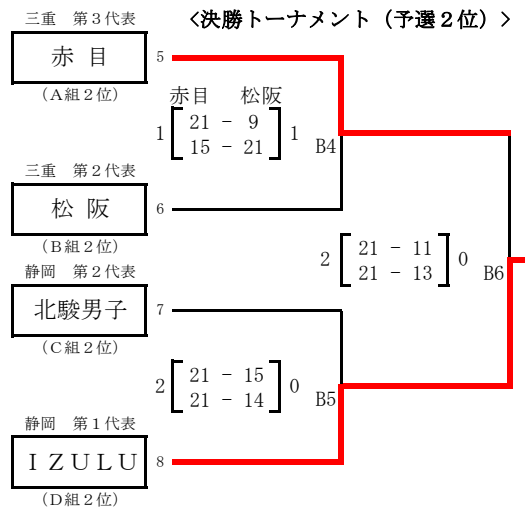 三重　第３代表
<決勝トーナメント（予選２位）>
赤 目
5
（Ａ組２位）
赤目　松阪
1 21 - 9 1
15 - 21
B4
三重　第２代表
松 阪
6
（Ｂ組２位）
2 21 - 11 0
21 - 13
B6
静岡　第２代表
北駿男子
7
（Ｃ組２位）
2 21 - 15 0
21 - 14
B5
静岡　第１代表
ＩＺＵＬＵ
8
（Ｄ組２位）